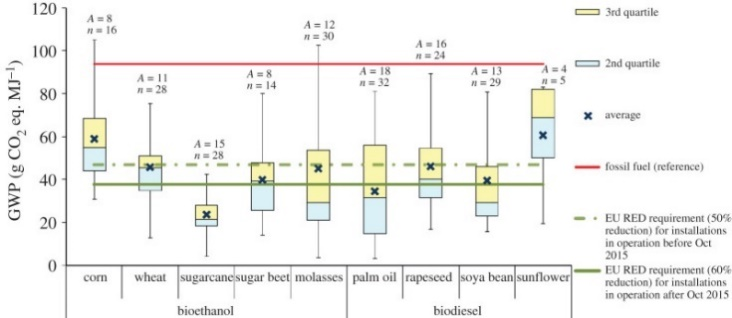 GWP (g CO₂ eq. MJ⁻¹)
120
100
80
60
40
20
0
A = 8
n = 16
A = 11
n = 28
A = 15
n = 28
A = 8
n = 14
A = 12
n = 30
A = 18
n = 32
A = 16
n = 24
A = 13
n = 29
A = 4
n = 5
corn wheat sugarcane sugar beet molasses palm oil rapeseed soya bean sunflower
bioethanol biodiesel
3rd quartile
2nd quartile
average
fossil fuel (reference)
EU RED requirement (50%
reduction) for installations
in operation before Oct
2015
EU RED requirement (60%
reduction) for installations
in operation after Oct 2015